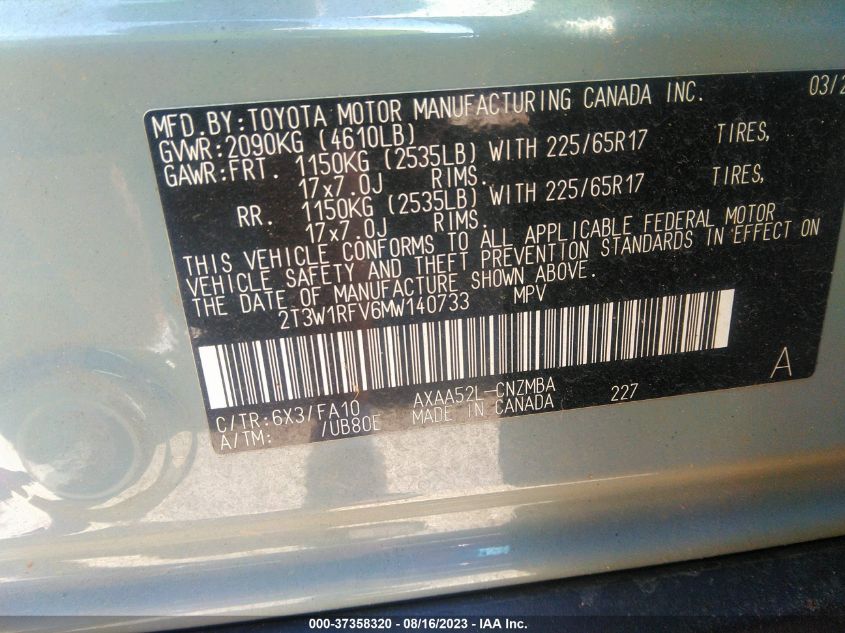 MFD.BY:TOYOTA MOTOR MANUFACTURING CANADA INC. 03/2
GVWR:2090KG (4610LB)
GAWR:FRT. 1150KG (2535LB) WITH 225/65R17 TIRES,
17x7.0J RIMS.
RR. 1150KG (2535LB) WITH 225/65R17 TIRES,
17x7.0J RIMS.
THIS VEHICLE CONFORMS TO ALL APPLICABLE FEDERAL MOTOR
VEHICLE SAFETY AND THEFT PREVENTION STANDARDS IN EFFECT ON
THE DATE OF MANUFACTURE SHOWN ABOVE.
2T3W1RFV6MW140733 MPV
A
C/TR:6X3/FA10 AXAA52L-CNZMBA 227
A/TM: /UB80E MADE IN CANADA
000-37358320 - 08/16/2023 - IAA Inc.